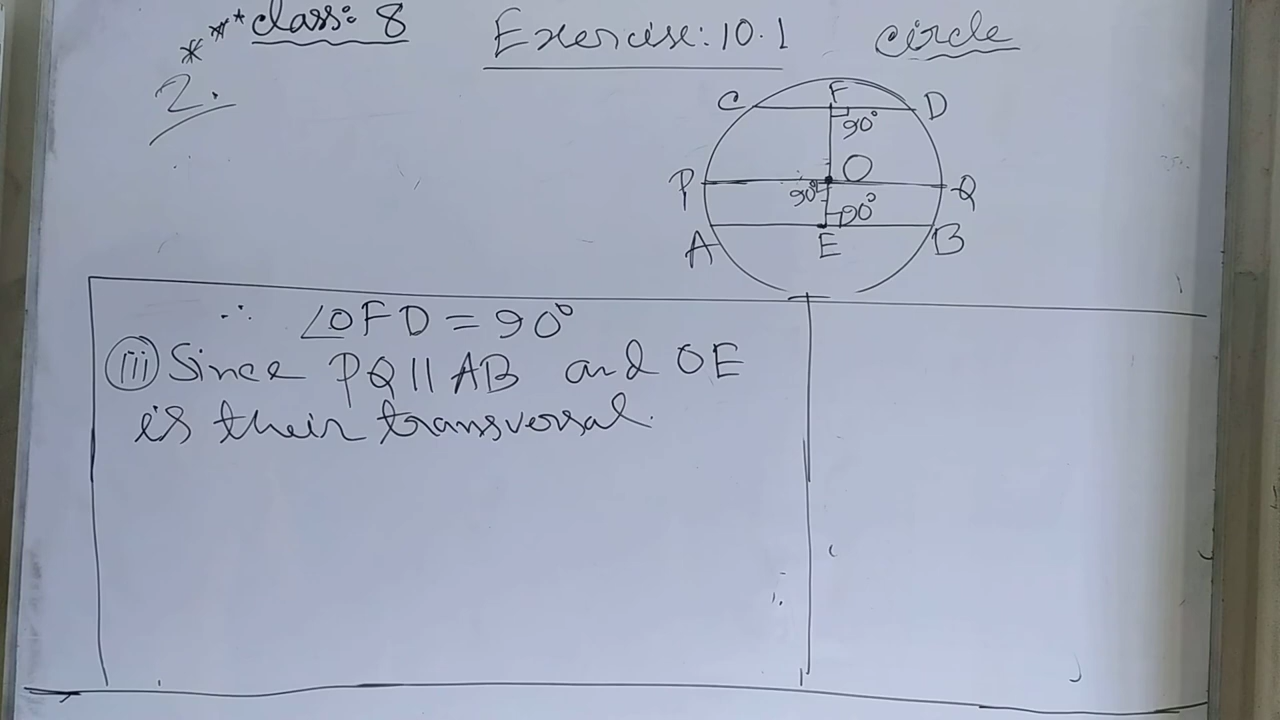 *** class: 8 Exercise: 10.1 circle
2.
C F D
90°
P O Q
90° 90°
A E B
∴ ∠OFD = 90°
(iii) Since PQ || AB and OE
is their transversal.